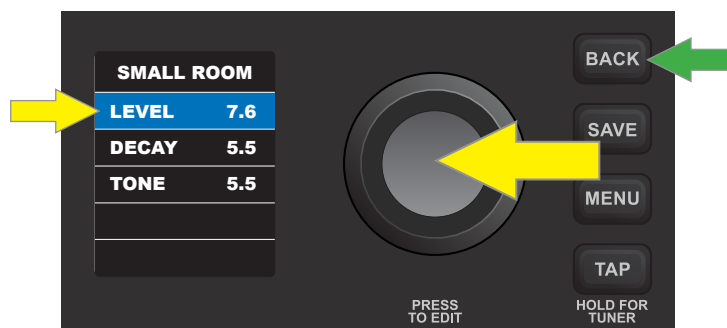 SMALL ROOM
LEVEL 7.6
DECAY 5.5
TONE 5.5
PRESS
TO EDIT
BACK
SAVE
MENU
TAP
HOLD FOR
TUNER